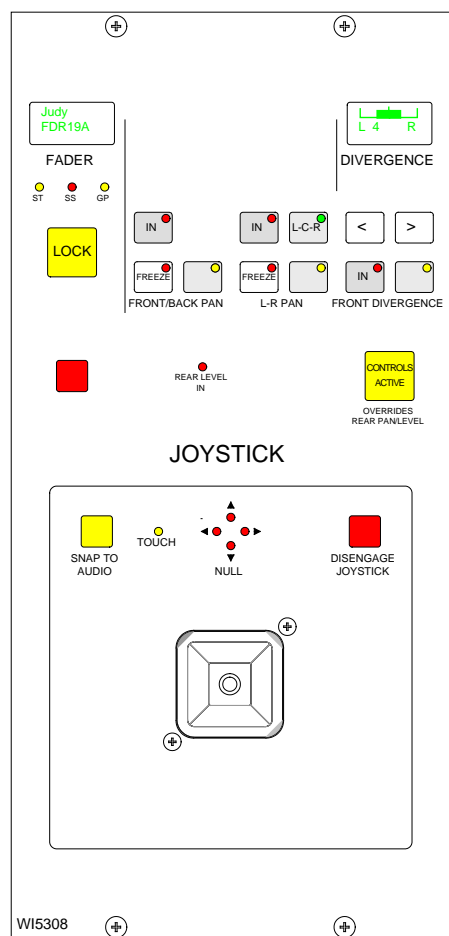 Judy
FDR19A
L 4 R
FADER
DIVERGENCE
ST SS GP
LOCK
IN
IN
L-C-R
<
>
FREEZE
FREEZE
IN
FRONT/BACK PAN
L-R PAN
FRONT DIVERGENCE
REAR LEVEL
IN
CONTROLS
ACTIVE
OVERRIDES
REAR PAN/LEVEL
JOYSTICK
SNAP TO
AUDIO
TOUCH
-
NULL
DISENGAGE
JOYSTICK
WI5308